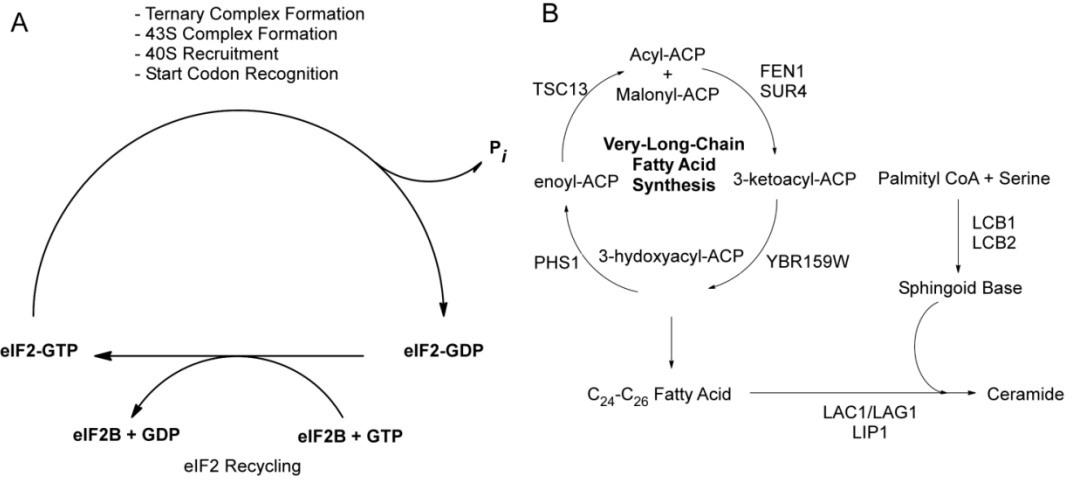 A
- Ternary Complex Formation
- 43S Complex Formation
- 40S Recruitment
- Start Codon Recognition
Pi
eIF2-GTP
eIF2-GDP
eIF2B + GDP
eIF2B + GTP
eIF2 Recycling
B
Acyl-ACP
+
Malonyl-ACP
TSC13
FEN1
SUR4
Very-Long-Chain
Fatty Acid
Synthesis
enoyl-ACP
3-ketoacyl-ACP
Palmityl CoA + Serine
LCB1
LCB2
PHS1
3-hydoxyacyl-ACP
YBR159W
Sphingoid Base
C24-C26 Fatty Acid
Ceramide
LAC1/LAG1
LIP1